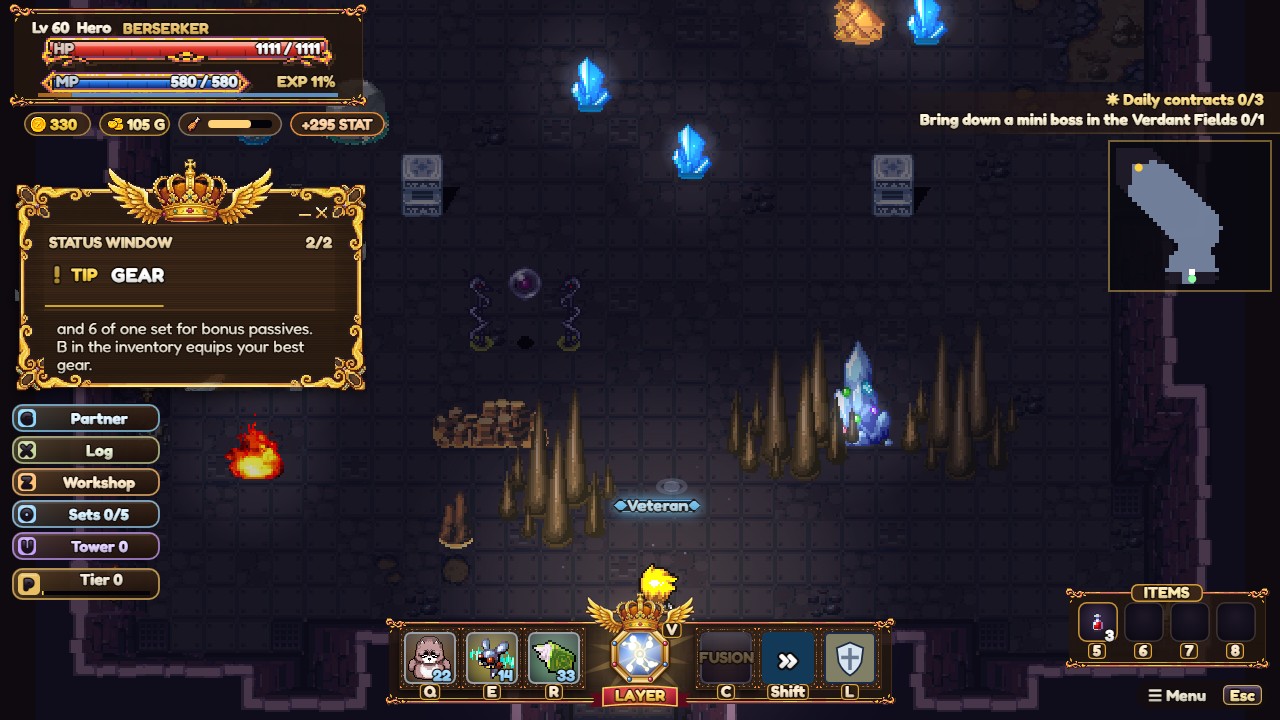 Lv 60 Hero BERSERKER
HP 1111/1111
MP 580/580 EXP 11%
330 105 G +295 STAT
✳ Daily contracts 0/3
Bring down a mini boss in the Verdant Fields 0/1
STATUS WINDOW 2/2
! TIP GEAR
and 6 of one set for bonus passives.
B in the inventory equips your best
gear.
Partner
Log
Workshop
Sets 0/5
Tower 0
Tier 0
Veteran
22 14 33 V FUSION
Q E R LAYER C Shift L
ITEMS
3
5 6 7 8
Menu Esc